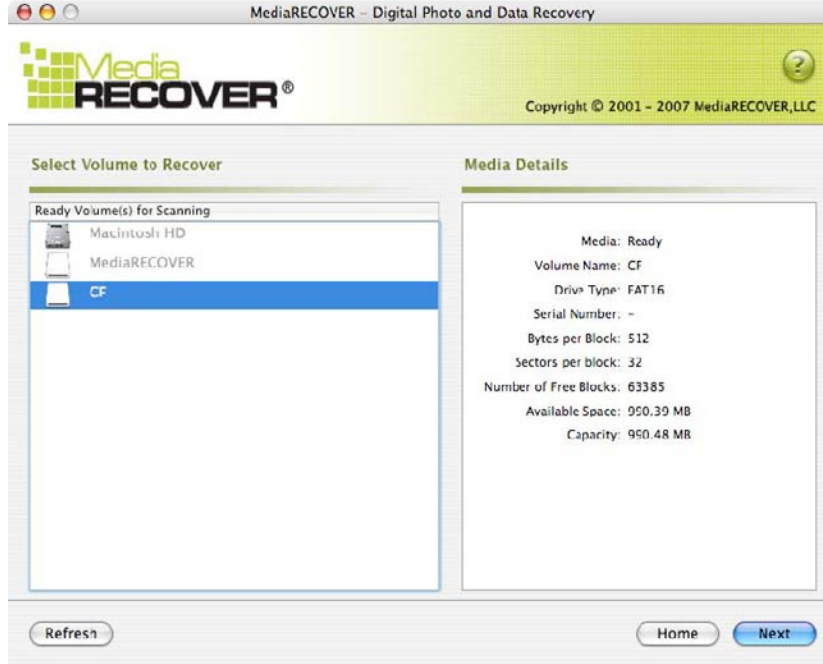 MediaRECOVER – Digital Photo and Data Recovery
Media
RECOVER®
?
Copyright © 2001 – 2007 MediaRECOVER,LLC
Select Volume to Recover
Ready Volume(s) for Scanning
Macintosh HD
MediaRECOVER
CF
Media Details
Media: Ready
Volume Name: CF
Drive Type: FAT16
Serial Number: –
Bytes per Block: 512
Sectors per block: 32
Number of Free Blocks: 63385
Available Space: 990.39 MB
Capacity: 990.48 MB
Refresh
Home
Next